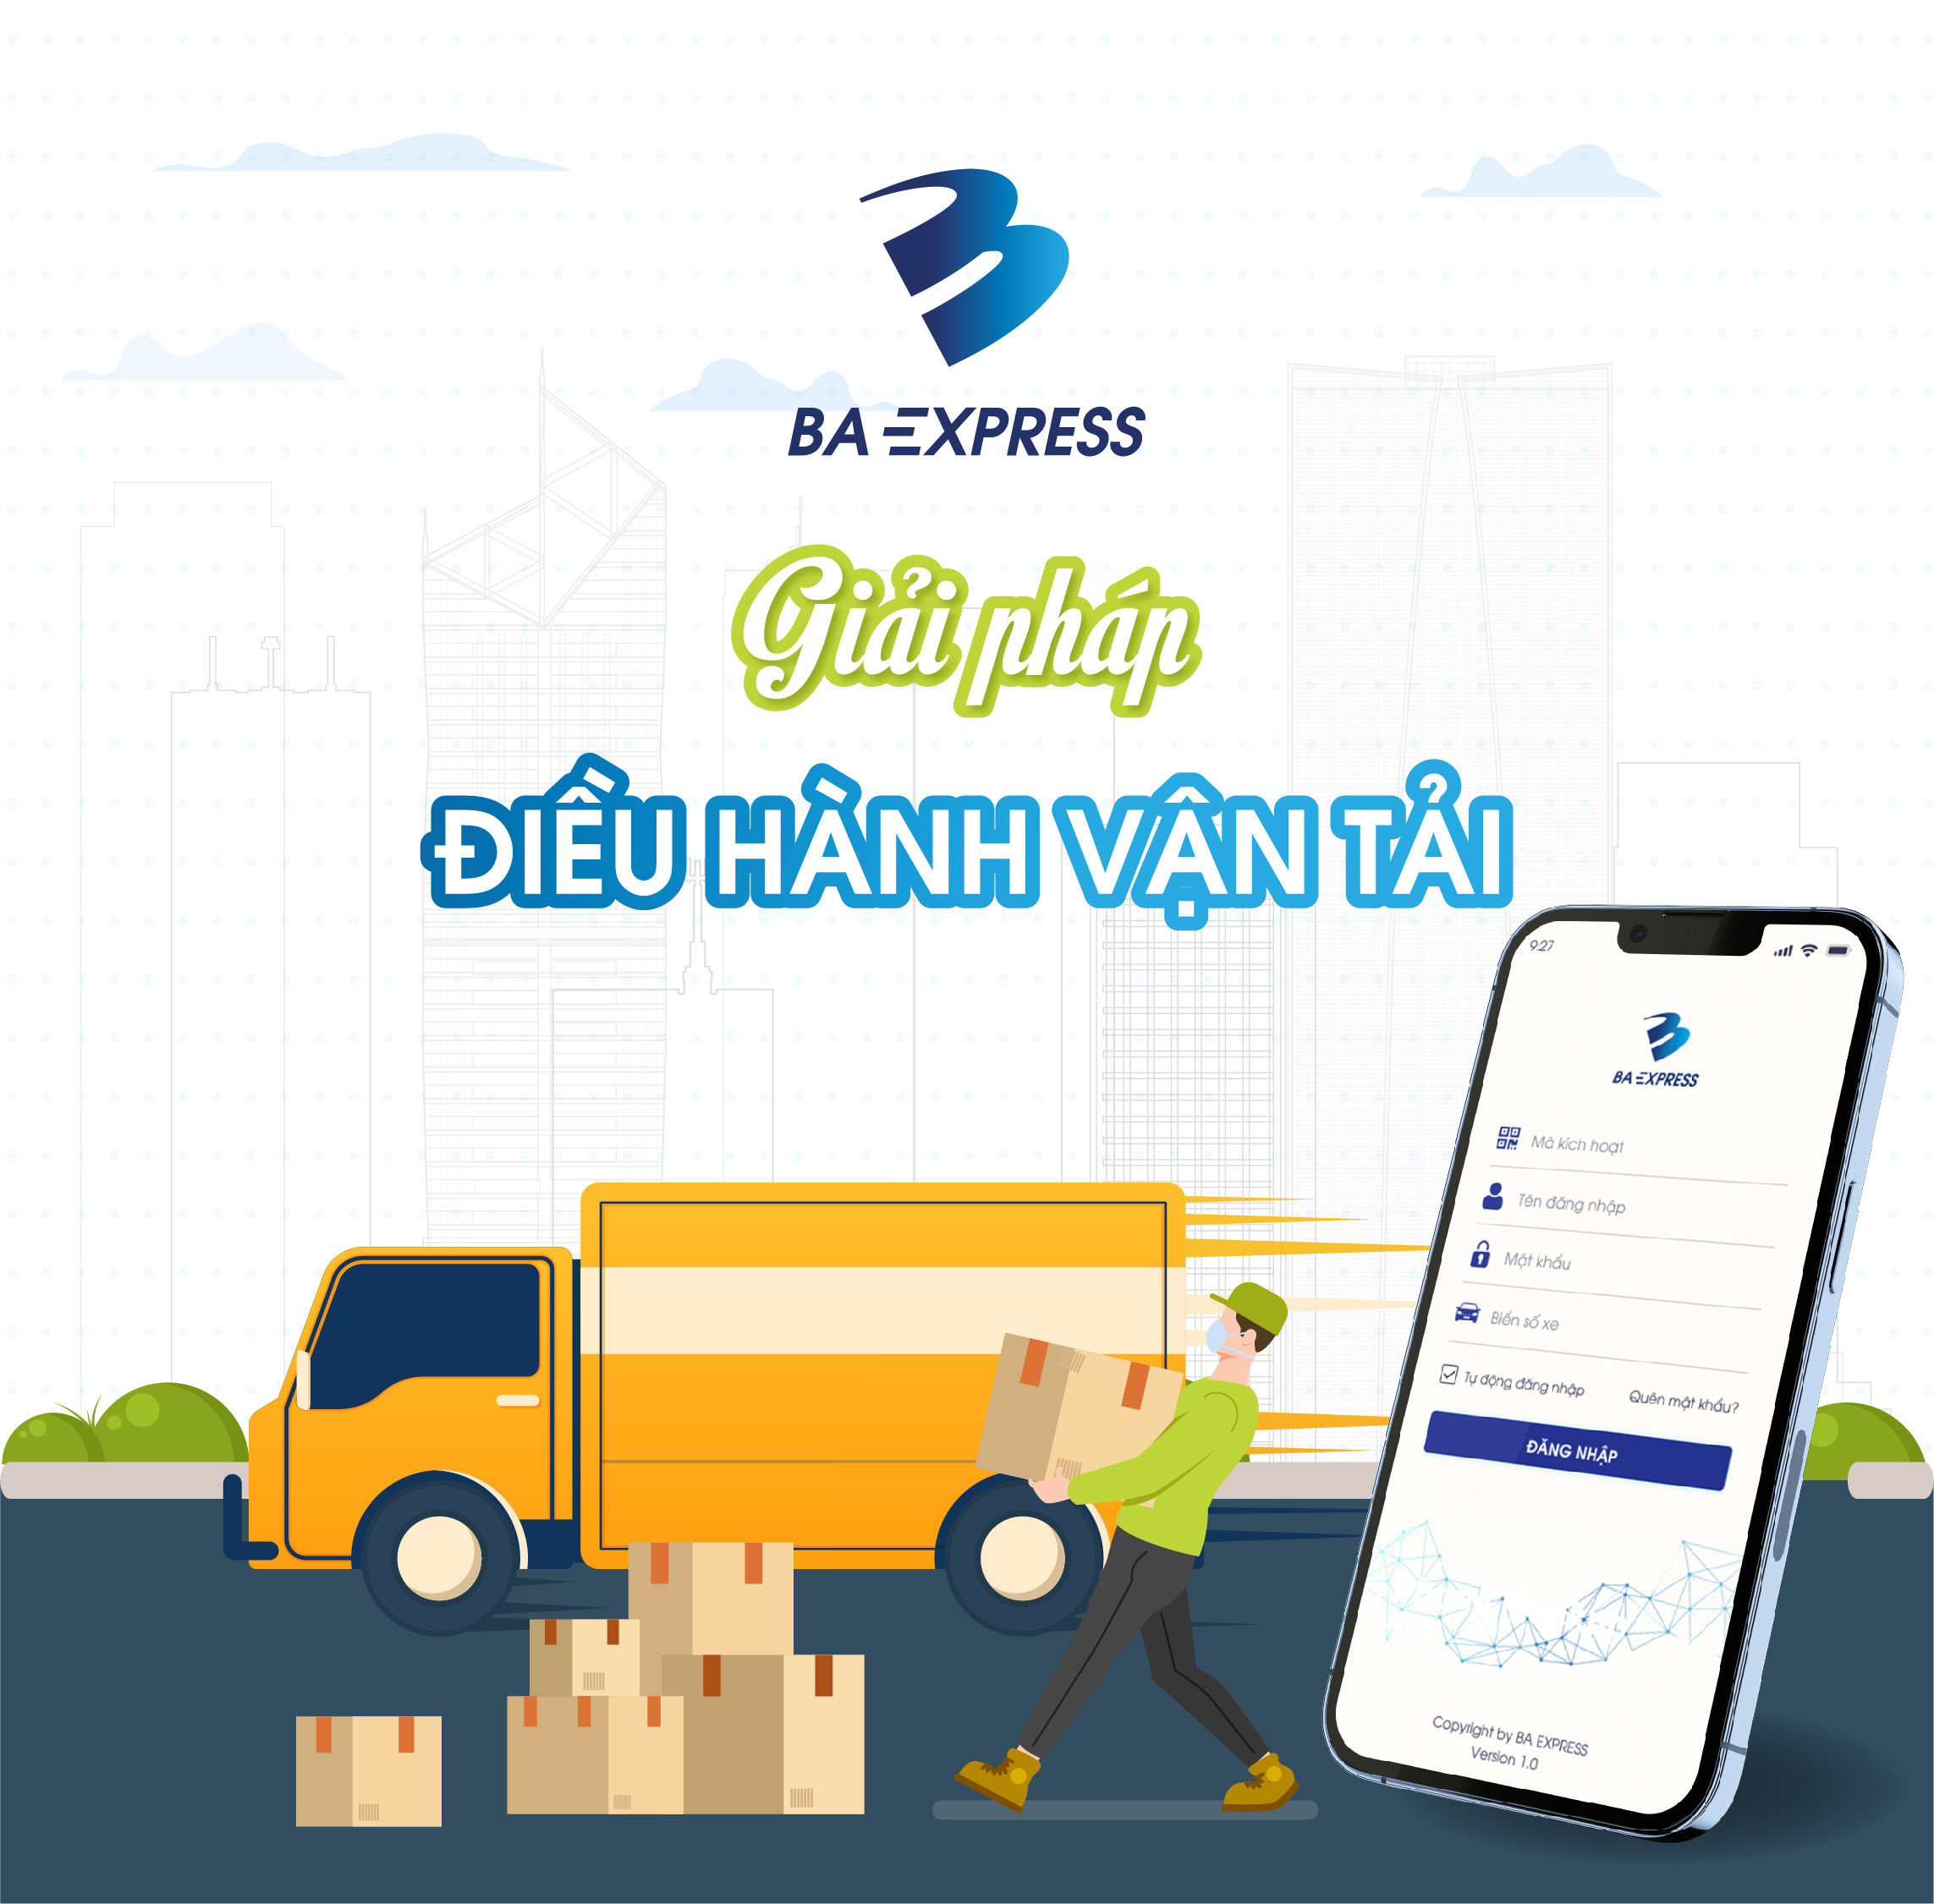 BA EXPRESS
Giải pháp
ĐIỀU HÀNH VẬN TẢI
9:27
BA EXPRESS
Mã kích hoạt
Tên đăng nhập
Mật khẩu
Biển số xe
Tự động đăng nhập Quên mật khẩu?
ĐĂNG NHẬP
Copyright by BA EXPRESS
Version 1.0